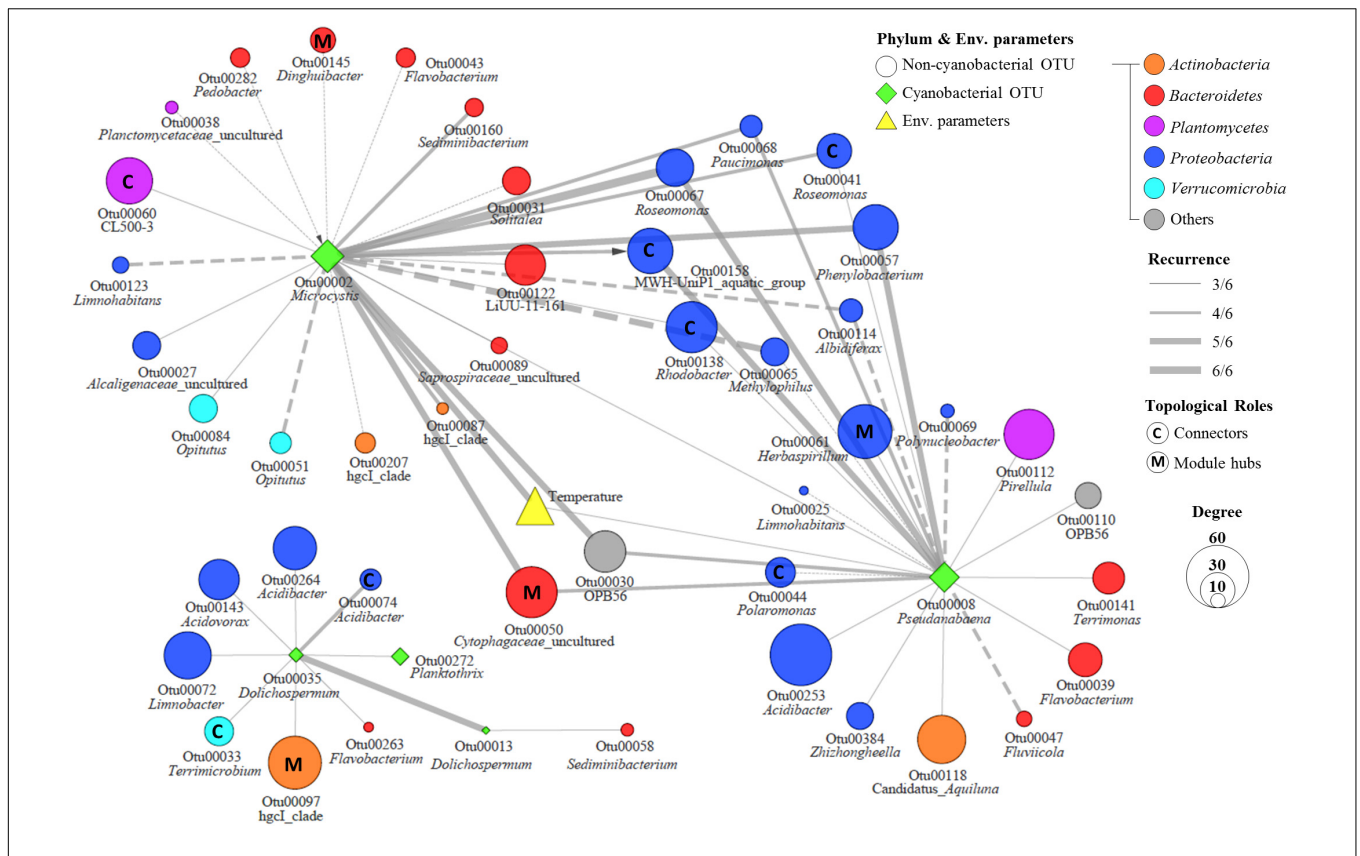 M
Otu00145
Dinghuibacter
Otu00282
Pedobacter
Otu00043
Flavobacterium
Otu00038
Planctomycetaceae_uncultured
Otu00160
Sediminibacterium
C
Otu00060
CL500-3
Otu00031
Solitalea
Otu00068
Paucimonas
C
Otu00041
Roseomonas
Otu00067
Roseomonas
Otu00123
Limnohabitans
Otu00002
Microcystis
Otu00122
LiUU-11-161
C
Otu00158
MWH-UniP1_aquatic_group
Otu00057
Phenylobacterium
Otu00027
Alcaligenaceae_uncultured
Otu00089
Saprospiraceae_uncultured
C
Otu00138
Rhodobacter
Otu00065
Methylophilus
Otu00114
Albidiferax
Otu00084
Opitutus
Otu00051
Opitutus
Otu00207
hgcI_clade
Otu00087
hgcI_clade
M
Otu00061
Herbaspirillum
Otu00069
Polynucleobacter
Otu00112
Pirellula
Temperature
Otu00025
Limnohabitans
Otu00110
OPB56
Otu00030
OPB56
M
Otu00050
Cytophagaceae_uncultured
C
Otu00044
Polaromonas
Otu00008
Pseudanabaena
Otu00141
Terrimonas
Otu00264
Acidibacter
Otu00143
Acidovorax
C
Otu00074
Acidibacter
Otu00072
Limnobacter
Otu00035
Dolichospermum
Otu00272
Planktothrix
C
Otu00033
Terrimicrobium
M
Otu00097
hgcI_clade
Otu00263
Flavobacterium
Otu00013
Dolichospermum
Otu00058
Sediminibacterium
Otu00253
Acidibacter
Otu00384
Zhizhongheella
Otu00118
Candidatus_Aquiluna
Otu00047
Fluviicola
Otu00039
Flavobacterium
Phylum & Env. parameters
Non-cyanobacterial OTU
Cyanobacterial OTU
Env. parameters
Actinobacteria
Bacteroidetes
Plantomycetes
Proteobacteria
Verrucomicrobia
Others
Recurrence
3/6
4/6
5/6
6/6
Topological Roles
C Connectors
M Module hubs
Degree
60
30
10